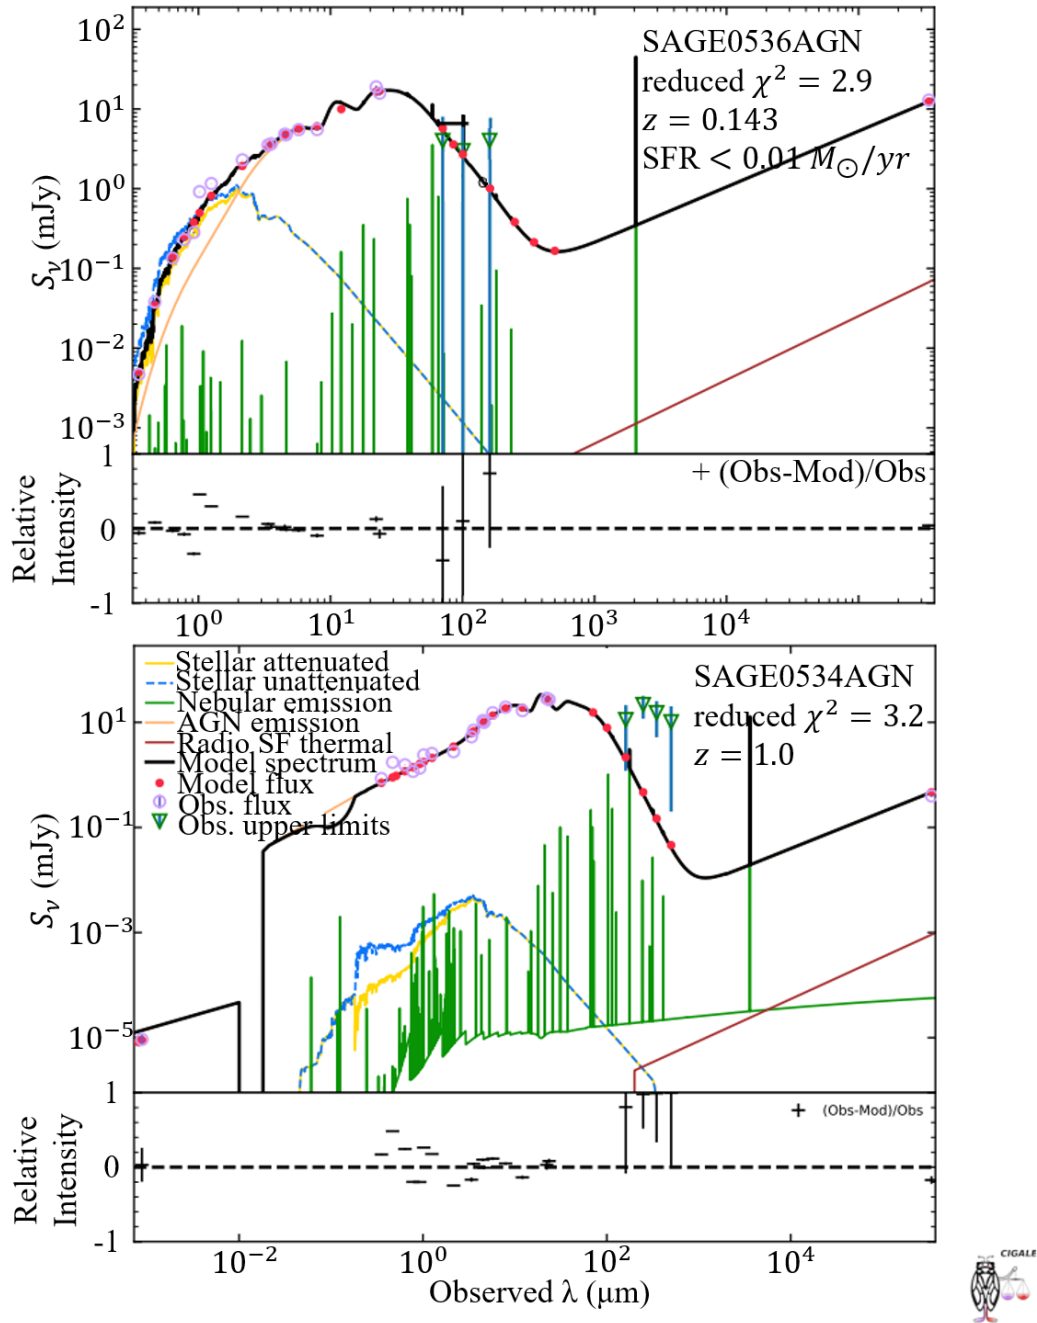 10² SAGE0536AGN
reduced χ² = 2.9
10¹
z = 0.143
SFR < 0.01 M☉/yr
10⁰
Sᵥ (mJy)
10⁻¹
10⁻²
10⁻³
1
+ (Obs-Mod)/Obs
Relative
Intensity
0
-1
10⁰ 10¹ 10² 10³ 10⁴
Stellar attenuated
Stellar unattenuated
Nebular emission
AGN emission
Radio SF thermal
Model spectrum
Model flux
Obs. flux
Obs. upper limits
SAGE0534AGN
reduced χ² = 3.2
z = 1.0
10¹
10⁻¹
Sᵥ (mJy)
10⁻³
10⁻⁵
1
+ (Obs-Mod)/Obs
Relative
Intensity
0
-1
10⁻² 10⁰ 10² 10⁴
Observed λ (μm)
CIGALE